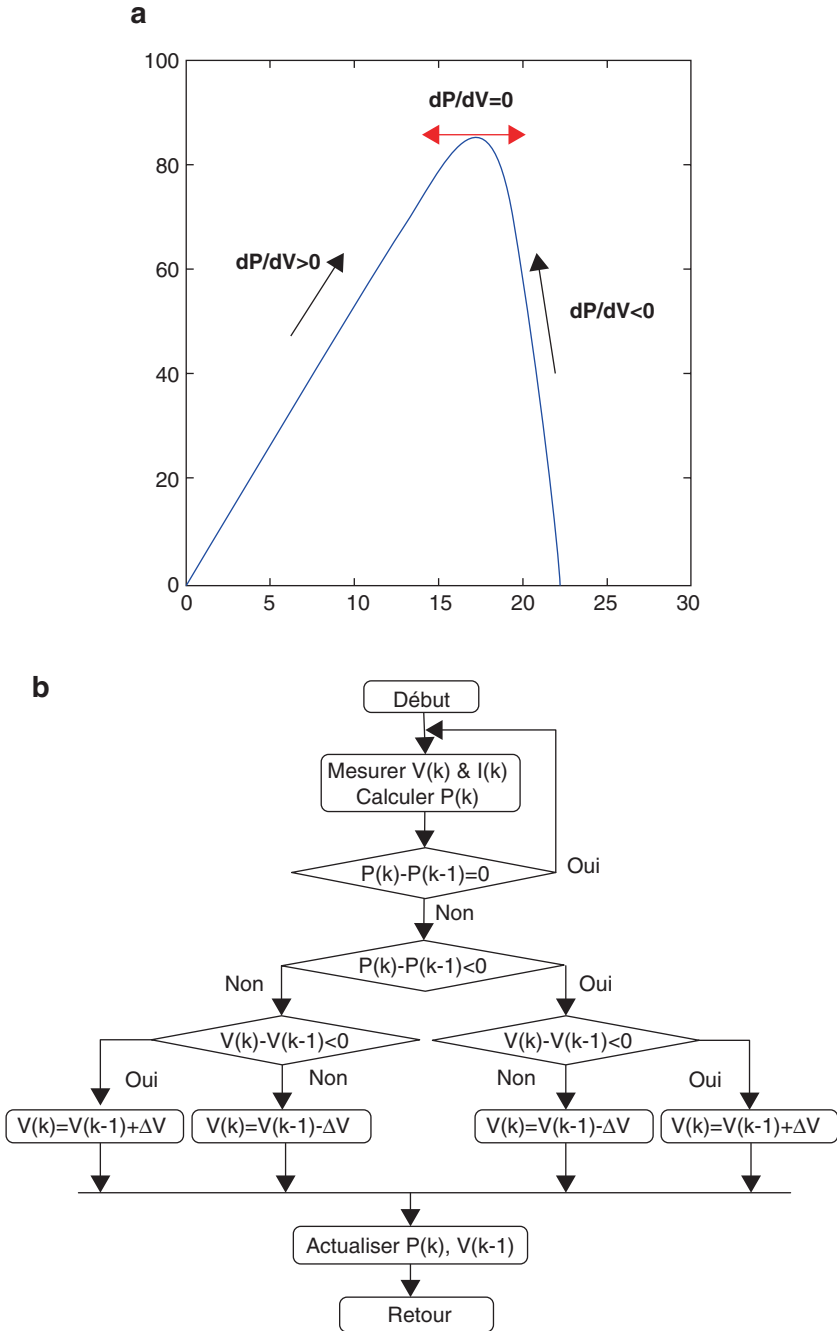 a
100
80
60
40
20
0
0 5 10 15 20 25 30
dP/dV=0
dP/dV>0
dP/dV<0
b
Début
Mesurer V(k) & I(k)
Calculer P(k)
P(k)-P(k-1)=0
Oui
Non
P(k)-P(k-1)<0
Non
Oui
V(k)-V(k-1)<0
V(k)-V(k-1)<0
Oui
Non
Non
Oui
V(k)=V(k-1)+ΔV
V(k)=V(k-1)-ΔV
V(k)=V(k-1)-ΔV
V(k)=V(k-1)+ΔV
Actualiser P(k), V(k-1)
Retour